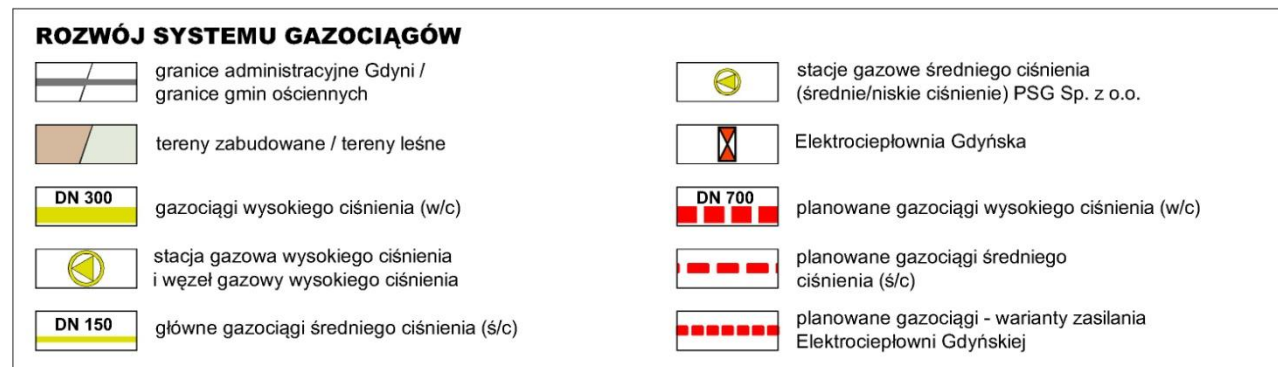 ROZWÓJ SYSTEMU GAZOCIĄGÓW
granice administracyjne Gdyni /
granice gmin ościennych
tereny zabudowane / tereny leśne
DN 300
gazociągi wysokiego ciśnienia (w/c)
stacja gazowa wysokiego ciśnienia
i węzeł gazowy wysokiego ciśnienia
DN 150
główne gazociągi średniego ciśnienia (ś/c)
stacje gazowe średniego ciśnienia
(średnie/niskie ciśnienie) PSG Sp. z o.o.
Elektrociepłownia Gdyńska
DN 700
planowane gazociągi wysokiego ciśnienia (w/c)
planowane gazociągi średniego
ciśnienia (ś/c)
planowane gazociągi - warianty zasilania
Elektrociepłowni Gdyńskiej